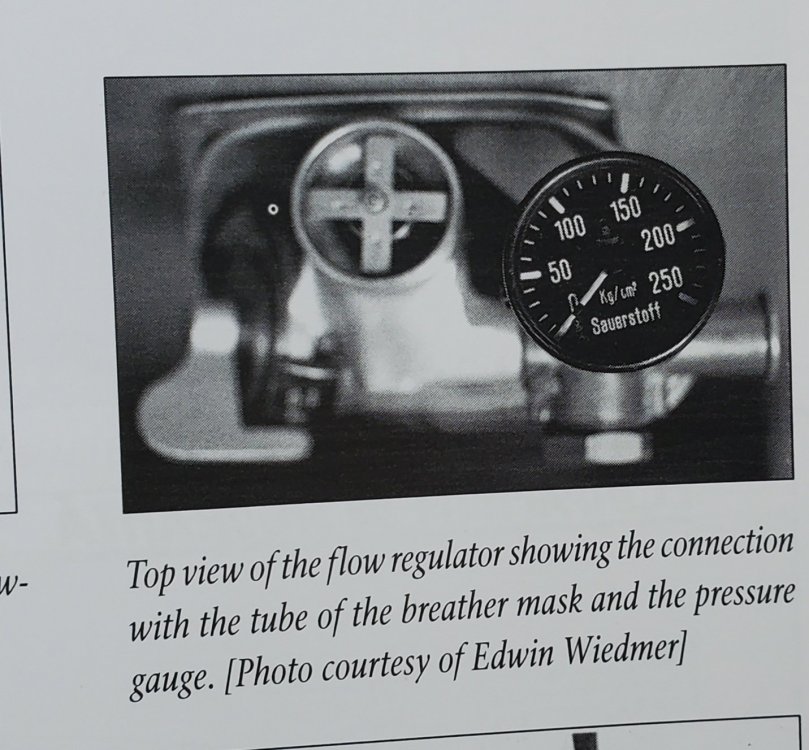 150
100
200
50
250
0
Kg/cm²
Sauerstoff
w-
Top view of the flow regulator showing the connection
with the tube of the breather mask and the pressure
gauge. [Photo courtesy of Edwin Wiedmer]